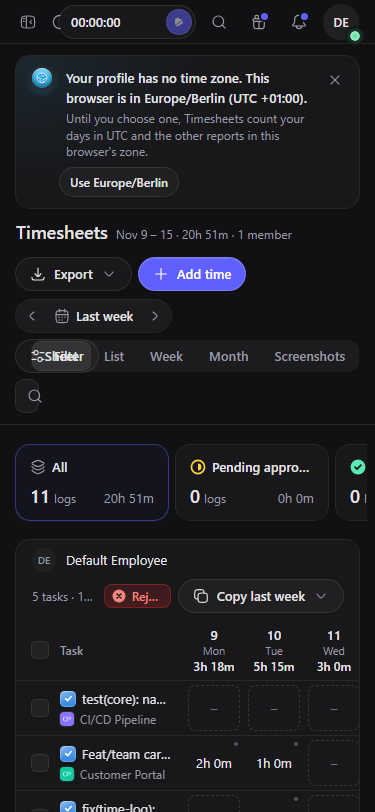 00:00:00
DE
Your profile has no time zone. This
browser is in Europe/Berlin (UTC +01:00).
Until you choose one, Timesheets count your
days in UTC and the other reports in this
browser's zone.
Use Europe/Berlin
Timesheets Nov 9 – 15 · 20h 51m · 1 member
Export
Add time
Last week
Filter List Week Month Screenshots
All
11 logs 20h 51m
Pending appro...
0 logs 0h 0m
0
DE Default Employee
5 tasks · 1... Rej... Copy last week
Task
9 10 11
Mon Tue Wed
3h 18m 5h 15m 3h 0m
test(core): na... – – –
CP CI/CD Pipeline
Feat/team car... 2h 0m 1h 0m –
CP Customer Portal
fix(time-log):